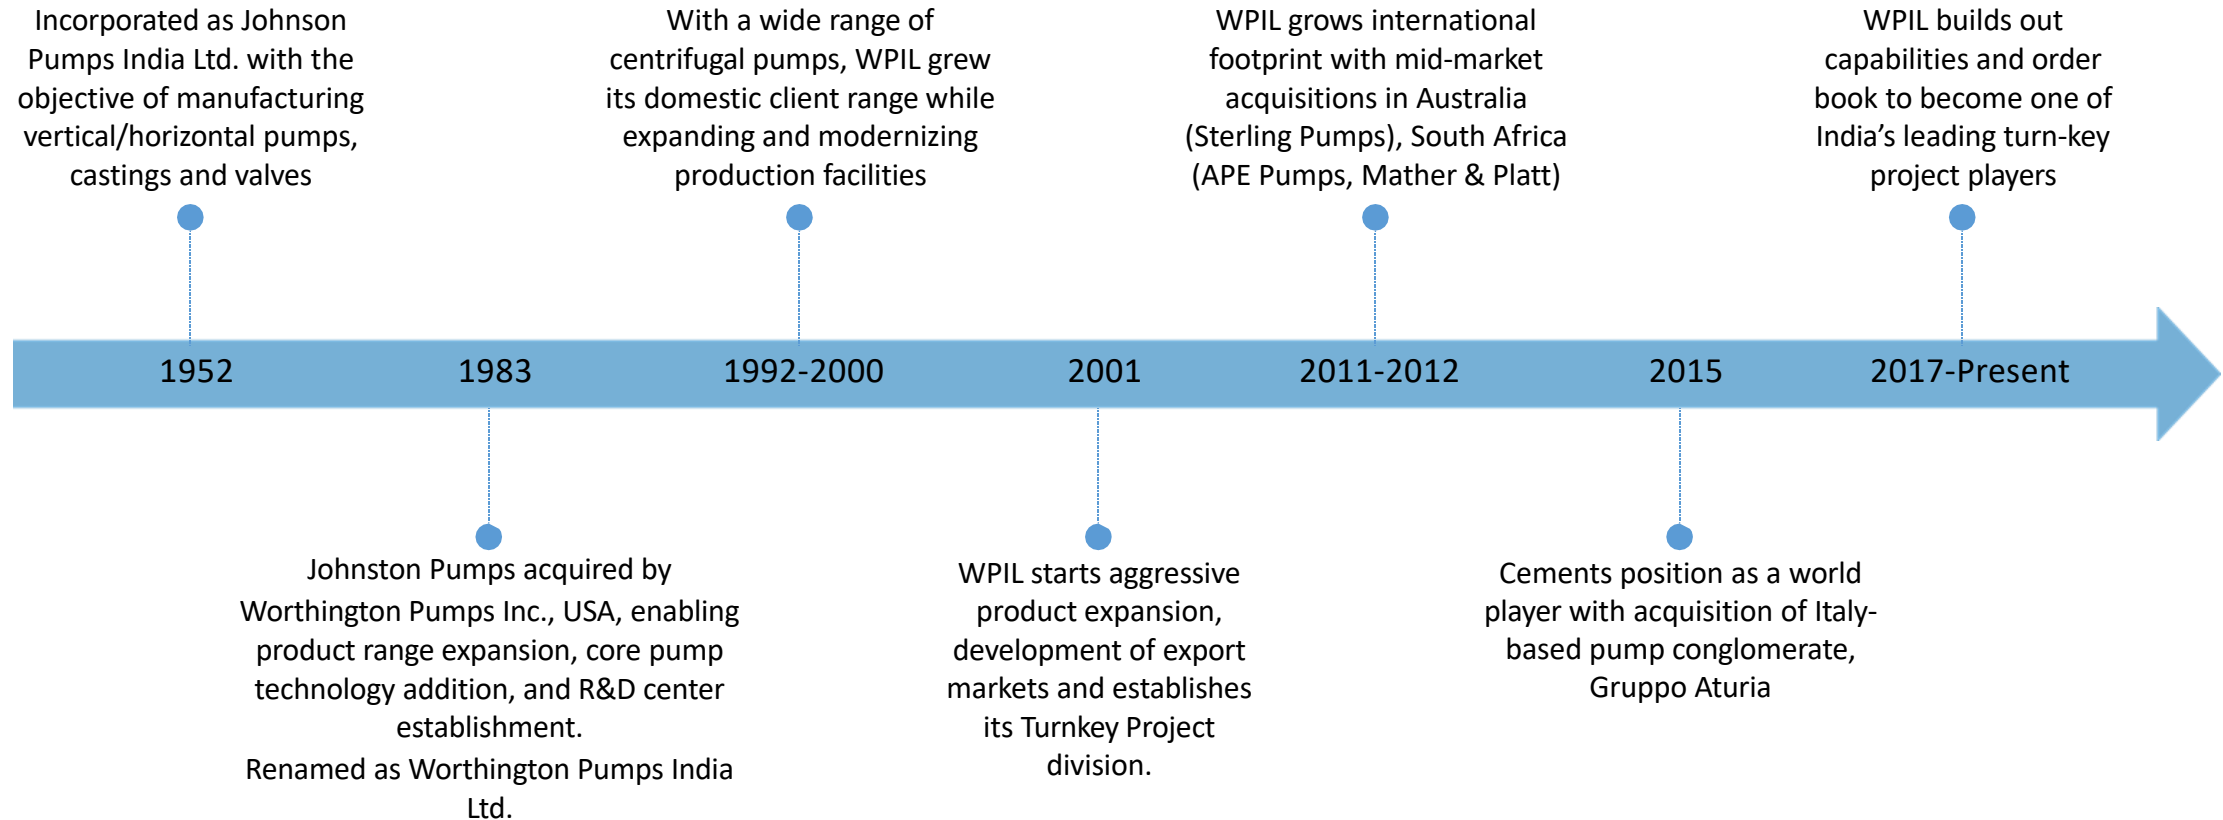 Incorporated as Johnson
Pumps India Ltd. with the
objective of manufacturing
vertical/horizontal pumps,
castings and valves
With a wide range of
centrifugal pumps, WPIL grew
its domestic client range while
expanding and modernizing
production facilities
WPIL grows international
footprint with mid-market
acquisitions in Australia
(Sterling Pumps), South Africa
(APE Pumps, Mather & Platt)
WPIL builds out
capabilities and order
book to become one of
India's leading turn-key
project players
1952
1983
1992-2000
2001
2011-2012
2015
2017-Present
Johnston Pumps acquired by
Worthington Pumps Inc., USA, enabling
product range expansion, core pump
technology addition, and R&D center
establishment.
Renamed as Worthington Pumps India
Ltd.
WPIL starts aggressive
product expansion,
development of export
markets and establishes
its Turnkey Project
division.
Cements position as a world
player with acquisition of Italy-
based pump conglomerate,
Gruppo Aturia